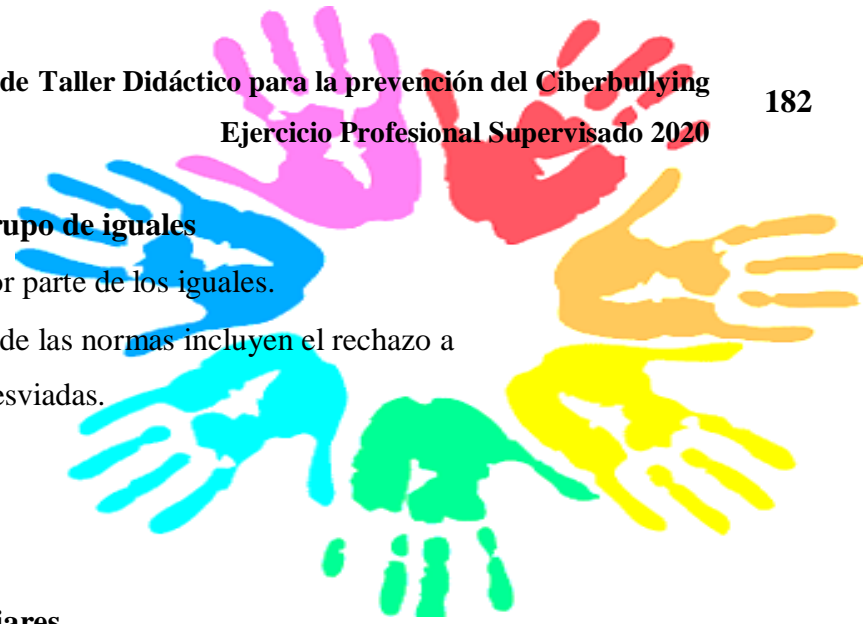 de Taller Didáctico para la prevención del Ciberbullying
182
Ejercicio Profesional Supervisado 2020
rupo de iguales
or parte de los iguales.
de las normas incluyen el rechazo a
esviadas.
iares